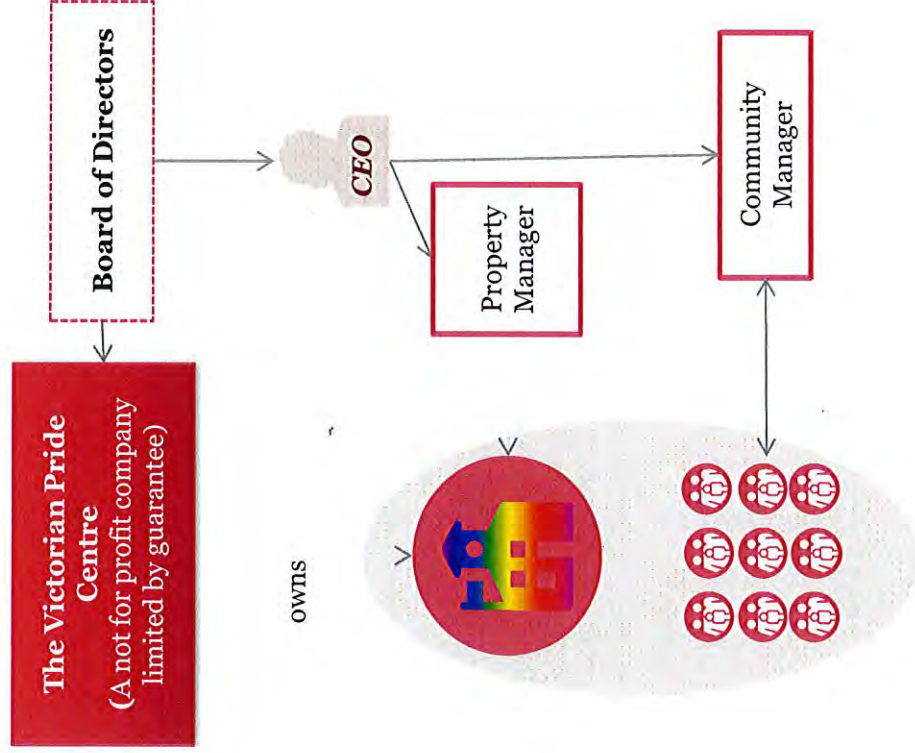 The Victorian Pride
Centre
(A not for profit company
limited by guarantee)
Board of Directors
CEO
owns
Property
Manager
Community
Manager